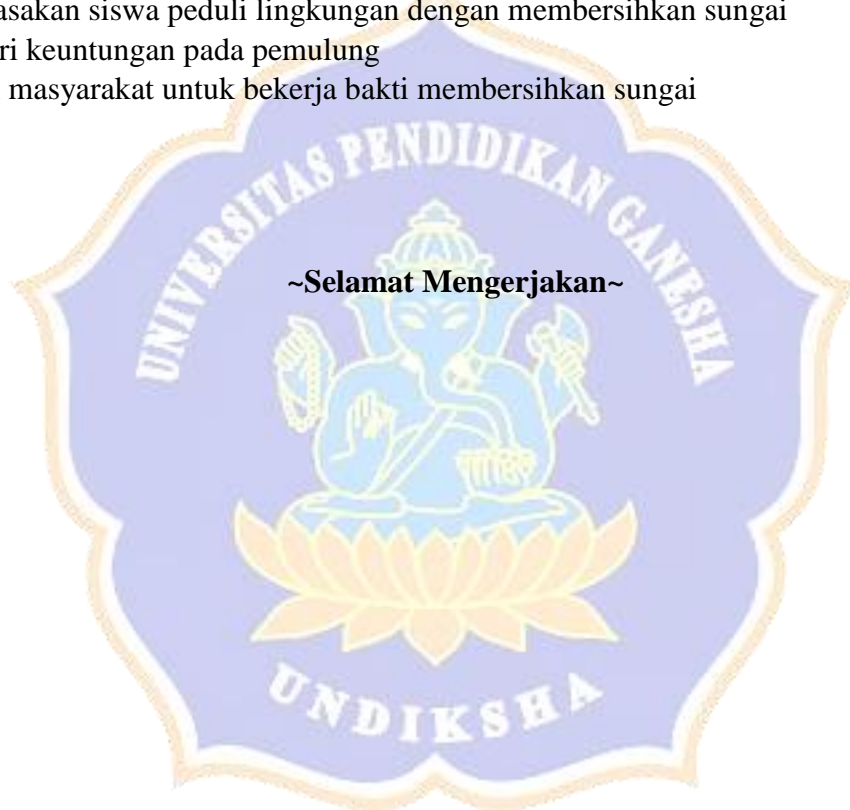 asakan siswa peduli lingkungan dengan membersihkan sungai
ri keuntungan pada pemulung
masyarakat untuk bekerja bakti membersihkan sungai
UNIVERSITAS PENDIDIKAN GANESHA
~Selamat Mengerjakan~
UNDIKSHA